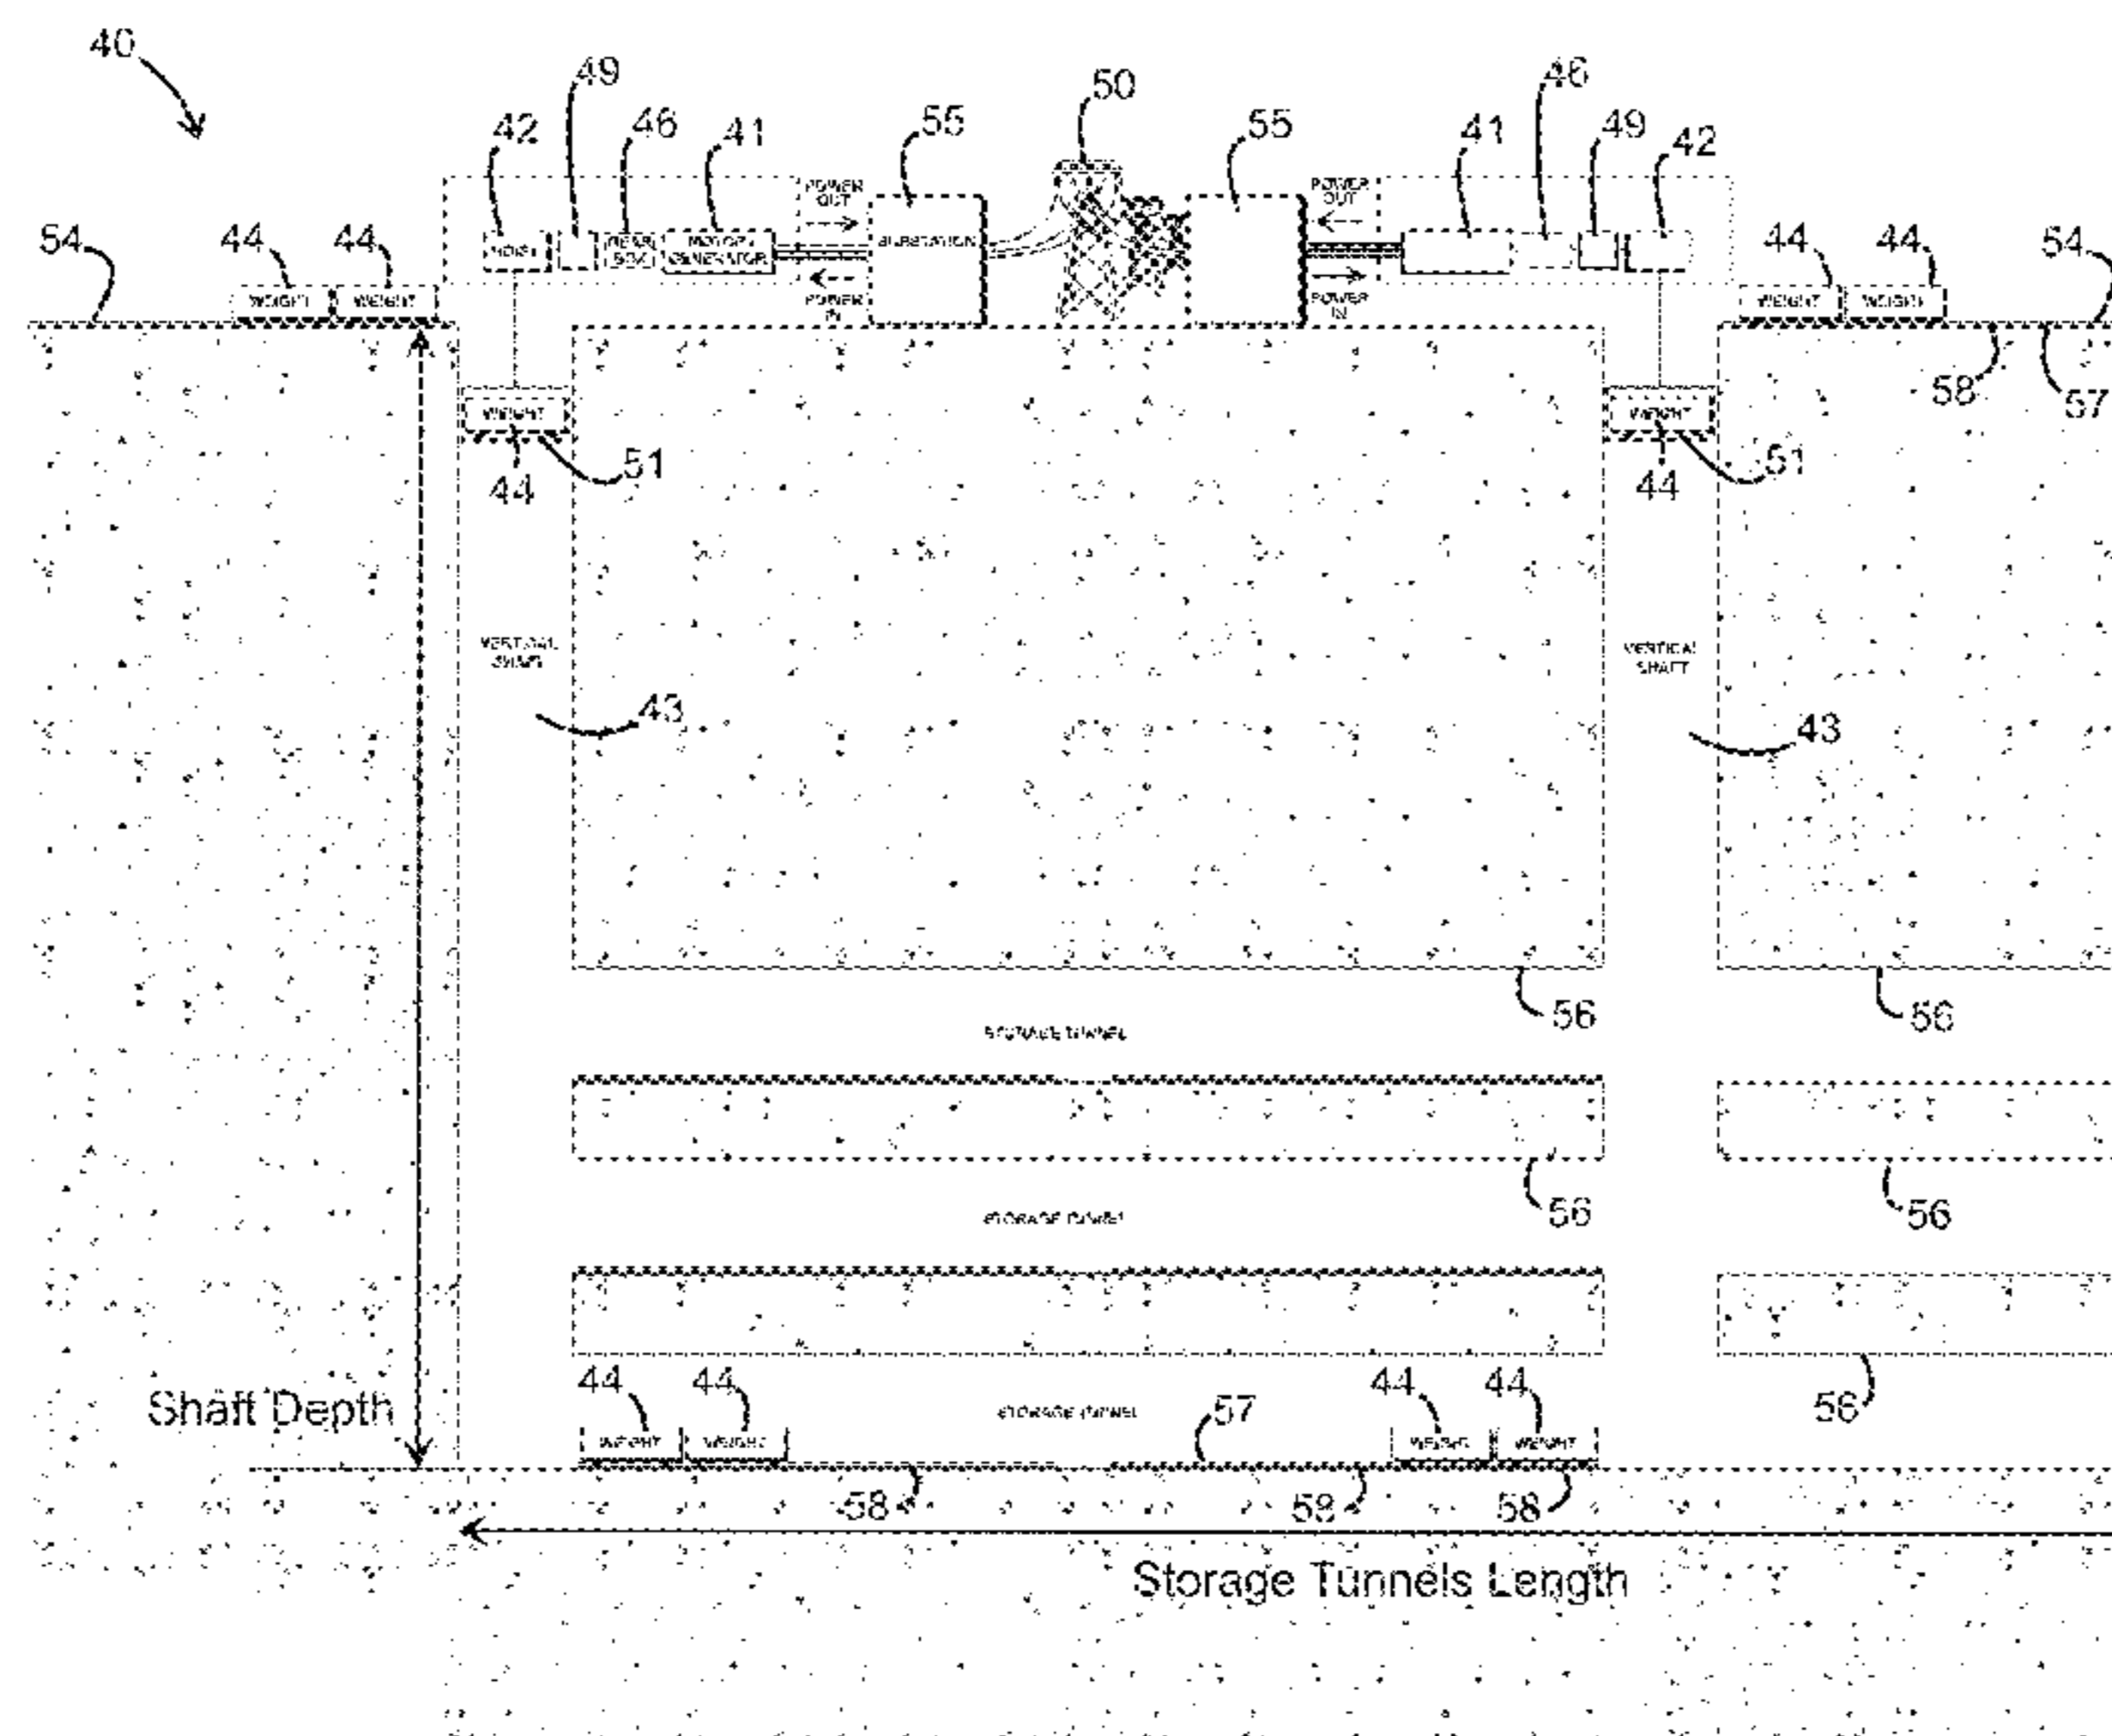 40
49
46
50
42
46
41
55
55
41
49
42
POWER
OUT
POWER
OUT
54
44
44
44
44
54
HOIST
GEAR
BOX
MOTOR/
GENERATOR
SUBSTATION
WEIGHT
WEIGHT
POWER
IN
POWER
IN
WEIGHT
WEIGHT
58
57
WEIGHT
WEIGHT
51
51
44
44
VERTICAL
SHAFT
VERTICAL
SHAFT
43
43
56
56
STORAGE TUNNEL
56
56
STORAGE TUNNEL
44
44
44
44
Shaft Depth
57
56
STORAGE TUNNEL
WEIGHT
WEIGHT
WEIGHT
WEIGHT
58
58
58
Storage Tunnels Length